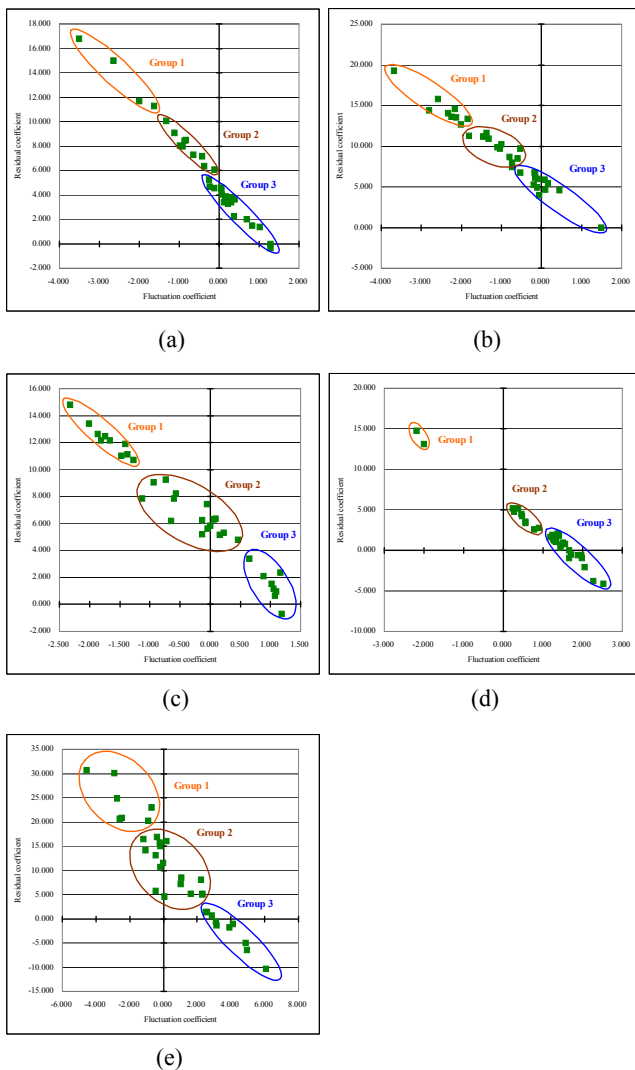 18.000
16.000
14.000
12.000
10.000
8.000
6.000
4.000
2.000
0.000
-2.000
-4.000 -3.000 -2.000 -1.000 0.000 1.000 2.000
Residual coefficient
Fluctuation coefficient
Group 1
Group 2
Group 3
(a)
25.000
20.000
15.000
10.000
5.000
0.000
-5.000
-4.000 -3.000 -2.000 -1.000 0.000 1.000 2.000
Residual coefficient
Fluctuation coefficient
Group 1
Group 2
Group 3
(b)
16.000
14.000
12.000
10.000
8.000
6.000
4.000
2.000
0.000
-2.000
-2.500 -2.000 -1.500 -1.000 -0.500 0.000 0.500 1.000 1.500
Residual coefficient
Fluctuation coefficient
Group 1
Group 2
Group 3
(c)
20.000
15.000
10.000
5.000
0.000
-5.000
-10.000
-3.000 -2.000 -1.000 0.000 1.000 2.000 3.000
Residual coefficient
Fluctuation coefficient
Group 1
Group 2
Group 3
(d)
35.000
30.000
25.000
20.000
15.000
10.000
5.000
0.000
-5.000
-10.000
-15.000
-6.000 -4.000 -2.000 0.000 2.000 4.000 6.000 8.000
Residual coefficient
Fluctuation coefficient
Group 1
Group 2
Group 3
(e)